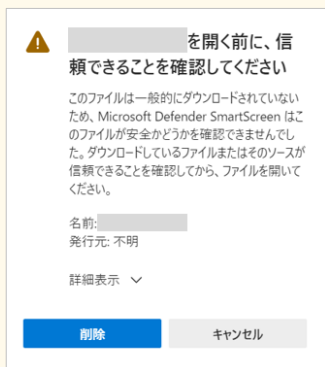 を開く前に、信
頼できることを確認してください
このファイルは一般的にダウンロードされていない
ため、Microsoft Defender SmartScreen はこ
のファイルが安全かどうかを確認できませんでし
た。ダウンロードしているファイルまたはそのソースが
信頼できることを確認してから、ファイルを開いて
ください。
名前:
発行元: 不明
詳細表示
削除
キャンセル